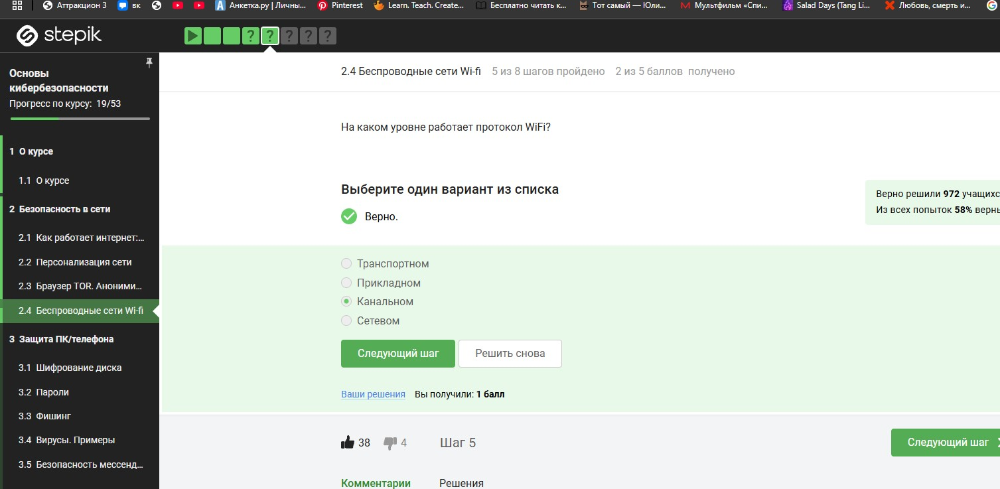 Аттракцион 3 вк Анкетка.ру | Личны... Pinterest Learn. Teach. Create... Бесплатно читать к... Тот самый — Юли... Мультфильм «Спи... Salad Days (Tang Li... Любовь, смерть и...
stepik
? ? ? ? ?
Основы
кибербезопасности
Прогресс по курсу: 19/53
1 О курсе
1.1 О курсе
2 Безопасность в сети
2.1 Как работает интернет:...
2.2 Персонализация сети
2.3 Браузер TOR. Аноними...
2.4 Беспроводные сети Wi-fi
3 Защита ПК/телефона
3.1 Шифрование диска
3.2 Пароли
3.3 Фишинг
3.4 Вирусы. Примеры
3.5 Безопасность мессенд...
2.4 Беспроводные сети Wi-fi 5 из 8 шагов пройдено 2 из 5 баллов получено
На каком уровне работает протокол WiFi?
Выберите один вариант из списка
Верно.
Верно решили 972 учащихс
Из всех попыток 58% верны
Транспортном
Прикладном
Канальном
Сетевом
Следующий шаг Решить снова
Ваши решения Вы получили: 1 балл
38 4 Шаг 5
Следующий шаг
Комментарии Решения